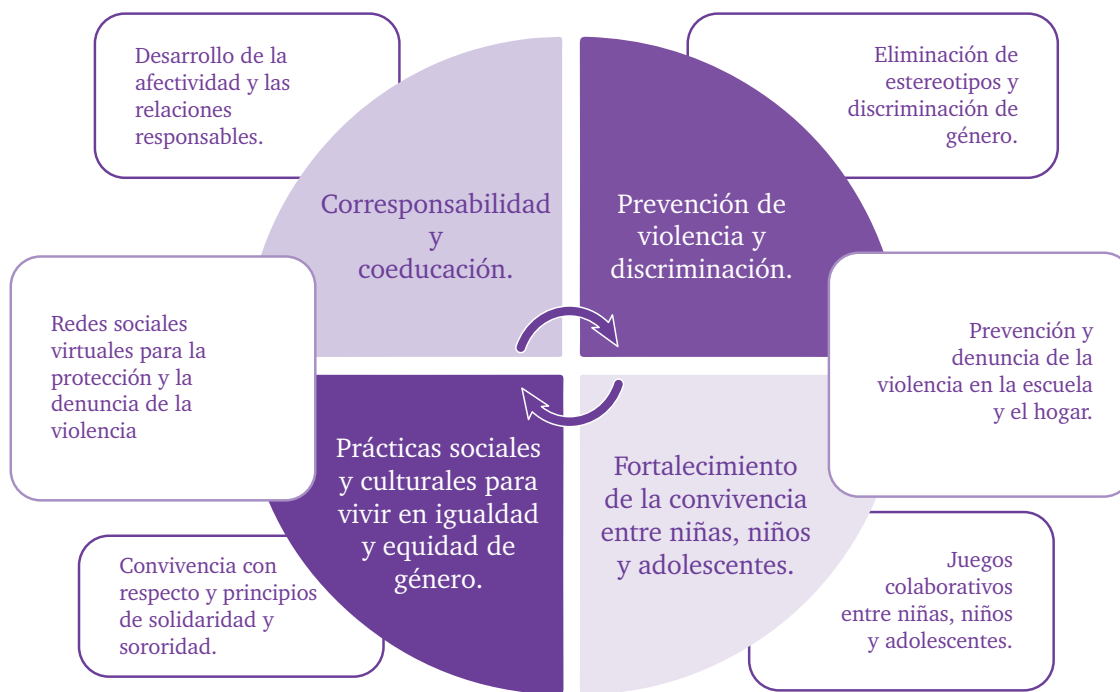 Desarrollo de la
afectividad y las
relaciones
responsables.
Eliminación de
estereotipos y
discriminación de
género.
Corresponsabilidad
y
coeducación.
Prevención de
violencia y
discriminación.
Redes sociales
virtuales para la
protección y la
denuncia de la
violencia
Prevención y
denuncia de la
violencia en la escuela
y el hogar.
Prácticas sociales
y culturales para
vivir en igualdad
y equidad de
género.
Fortalecimiento
de la convivencia
entre niñas, niños
y adolescentes.
Convivencia con
respeto y principios
de solidaridad y
sororidad.
Juegos
colaborativos
entre niñas, niños
y adolescentes.